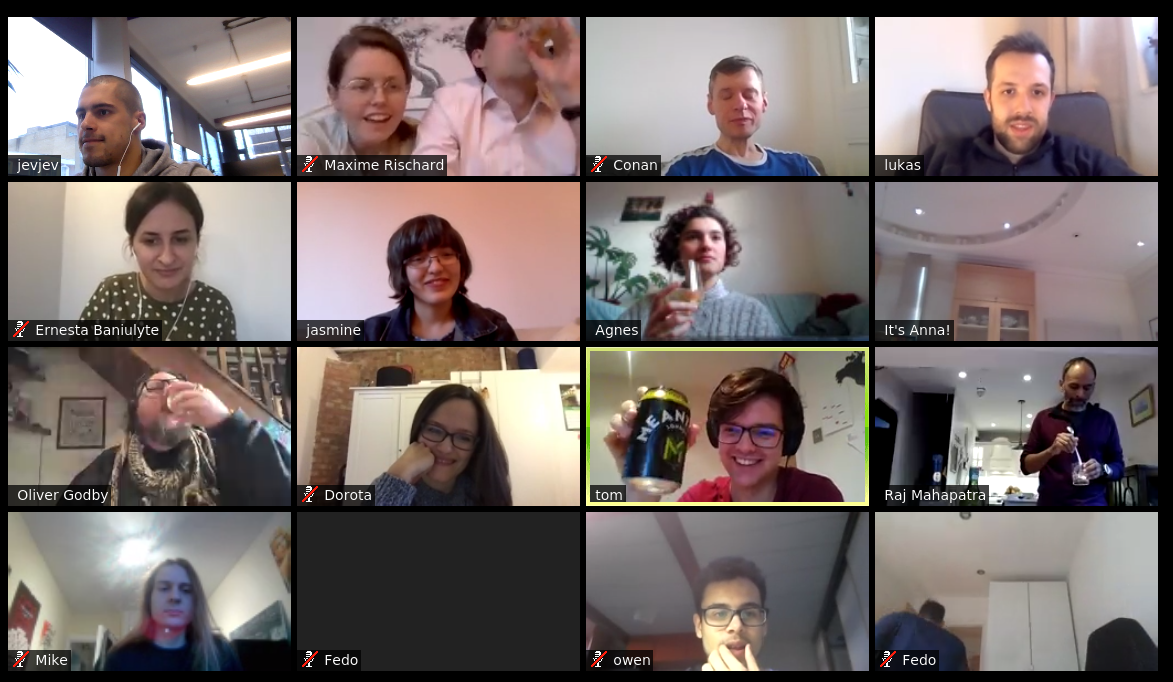 jevjev
Maxime Rischard
Conan
lukas
Ernesta Baniulyte
jasmine
Agnes
It's Anna!
Oliver Godby
Dorota
tom
Raj Mahapatra
Mike
Fedo
owen
Fedo